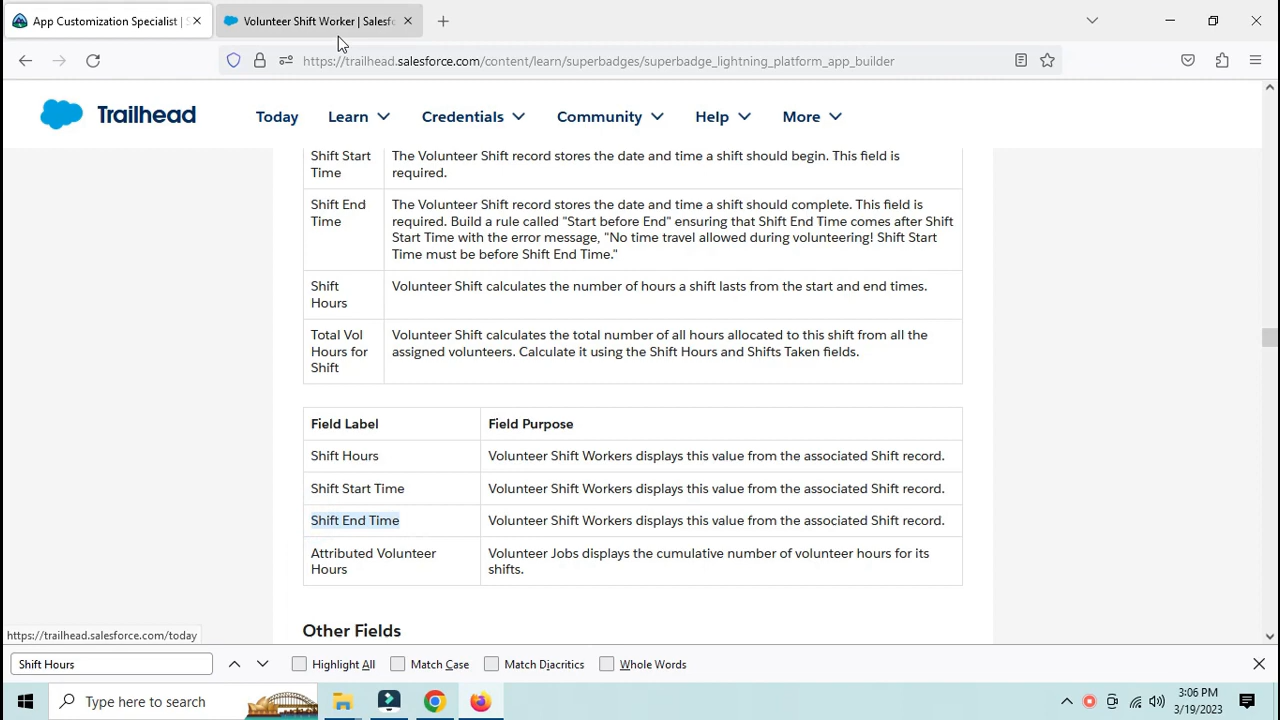 App Customization Specialist | S
Volunteer Shift Worker | Salesfo
https://trailhead.salesforce.com/content/learn/superbadges/superbadge_lightning_platform_app_builder
Trailhead
Today
Learn
Credentials
Community
Help
More
Shift Start
Time
The Volunteer Shift record stores the date and time a shift should begin. This field is
required.
Shift End
Time
The Volunteer Shift record stores the date and time a shift should complete. This field is
required. Build a rule called "Start before End" ensuring that Shift End Time comes after Shift
Start Time with the error message, "No time travel allowed during volunteering! Shift Start
Time must be before Shift End Time."
Shift
Hours
Volunteer Shift calculates the number of hours a shift lasts from the start and end times.
Total Vol
Hours for
Shift
Volunteer Shift calculates the total number of all hours allocated to this shift from all the
assigned volunteers. Calculate it using the Shift Hours and Shifts Taken fields.
Field Label
Field Purpose
Shift Hours
Volunteer Shift Workers displays this value from the associated Shift record.
Shift Start Time
Volunteer Shift Workers displays this value from the associated Shift record.
Shift End Time
Volunteer Shift Workers displays this value from the associated Shift record.
Attributed Volunteer
Hours
Volunteer Jobs displays the cumulative number of volunteer hours for its
shifts.
Other Fields
https://trailhead.salesforce.com/today
Shift Hours
Highlight All
Match Case
Match Diacritics
Whole Words
Type here to search
3:06 PM
3/19/2023